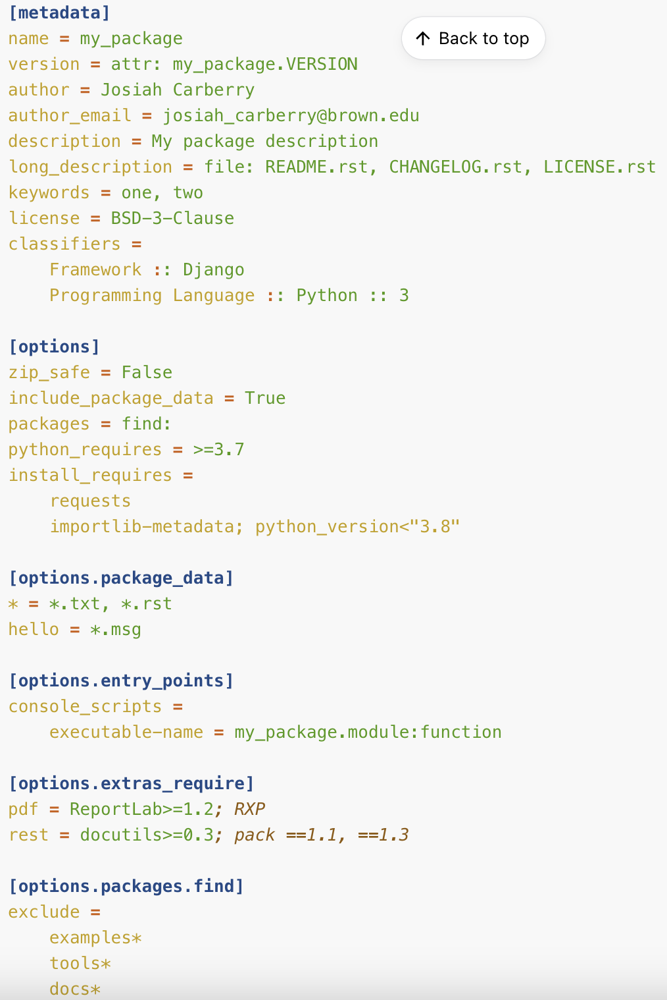 [metadata]
name = my_package
↑ Back to top
version = attr: my_package.VERSION
author = Josiah Carberry
author_email = josiah_carberry@brown.edu
description = My package description
long_description = file: README.rst, CHANGELOG.rst, LICENSE.rst
keywords = one, two
license = BSD-3-Clause
classifiers =
    Framework :: Django
    Programming Language :: Python :: 3

[options]
zip_safe = False
include_package_data = True
packages = find:
python_requires = >=3.7
install_requires =
    requests
    importlib-metadata; python_version<"3.8"

[options.package_data]
* = *.txt, *.rst
hello = *.msg

[options.entry_points]
console_scripts =
    executable-name = my_package.module:function

[options.extras_require]
pdf = ReportLab>=1.2; RXP
rest = docutils>=0.3; pack ==1.1, ==1.3

[options.packages.find]
exclude =
    examples*
    tools*
    docs*